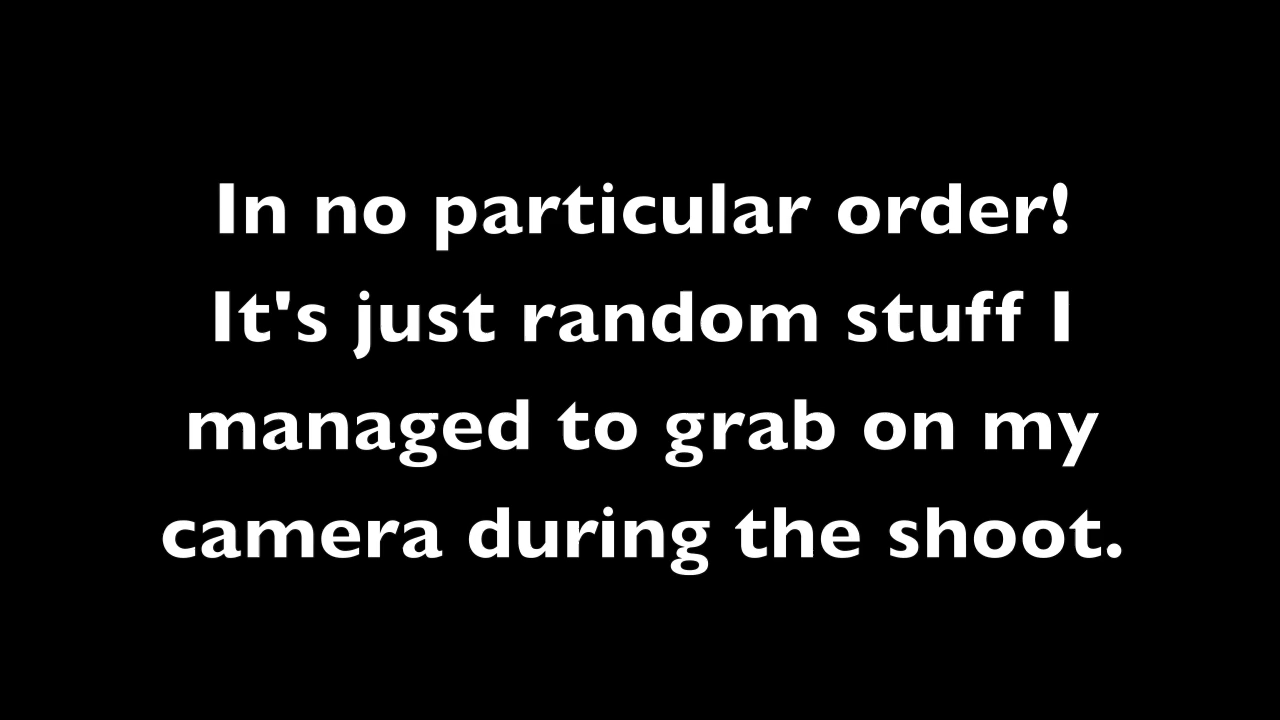 In no particular order!
It's just random stuff I
managed to grab on my
camera during the shoot.